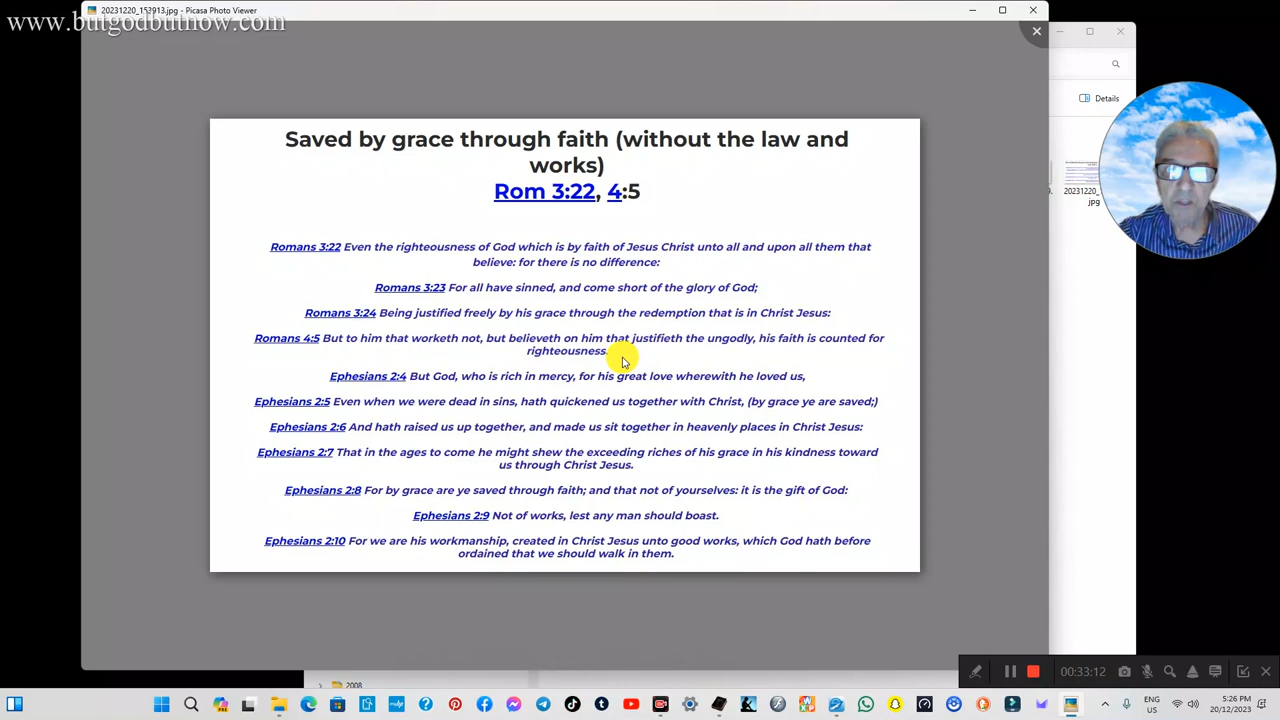 20231220_153913.jpg - Picasa Photo Viewer
www.butgodbutnow.com
Details
Saved by grace through faith (without the law and
works)
Rom 3:22, 4:5
Romans 3:22 Even the righteousness of God which is by faith of Jesus Christ unto all and upon all them that
believe: for there is no difference:
Romans 3:23 For all have sinned, and come short of the glory of God;
Romans 3:24 Being justified freely by his grace through the redemption that is in Christ Jesus:
Romans 4:5 But to him that worketh not, but believeth on him that justifieth the ungodly, his faith is counted for
righteousness.
Ephesians 2:4 But God, who is rich in mercy, for his great love wherewith he loved us,
Ephesians 2:5 Even when we were dead in sins, hath quickened us together with Christ, (by grace ye are saved;)
Ephesians 2:6 And hath raised us up together, and made us sit together in heavenly places in Christ Jesus:
Ephesians 2:7 That in the ages to come he might shew the exceeding riches of his grace in his kindness toward
us through Christ Jesus.
Ephesians 2:8 For by grace are ye saved through faith; and that not of yourselves: it is the gift of God:
Ephesians 2:9 Not of works, lest any man should boast.
Ephesians 2:10 For we are his workmanship, created in Christ Jesus unto good works, which God hath before
ordained that we should walk in them.
20231220_
jpg
00:33:12
2008
ENG
US
5:26 PM
20/12/2023